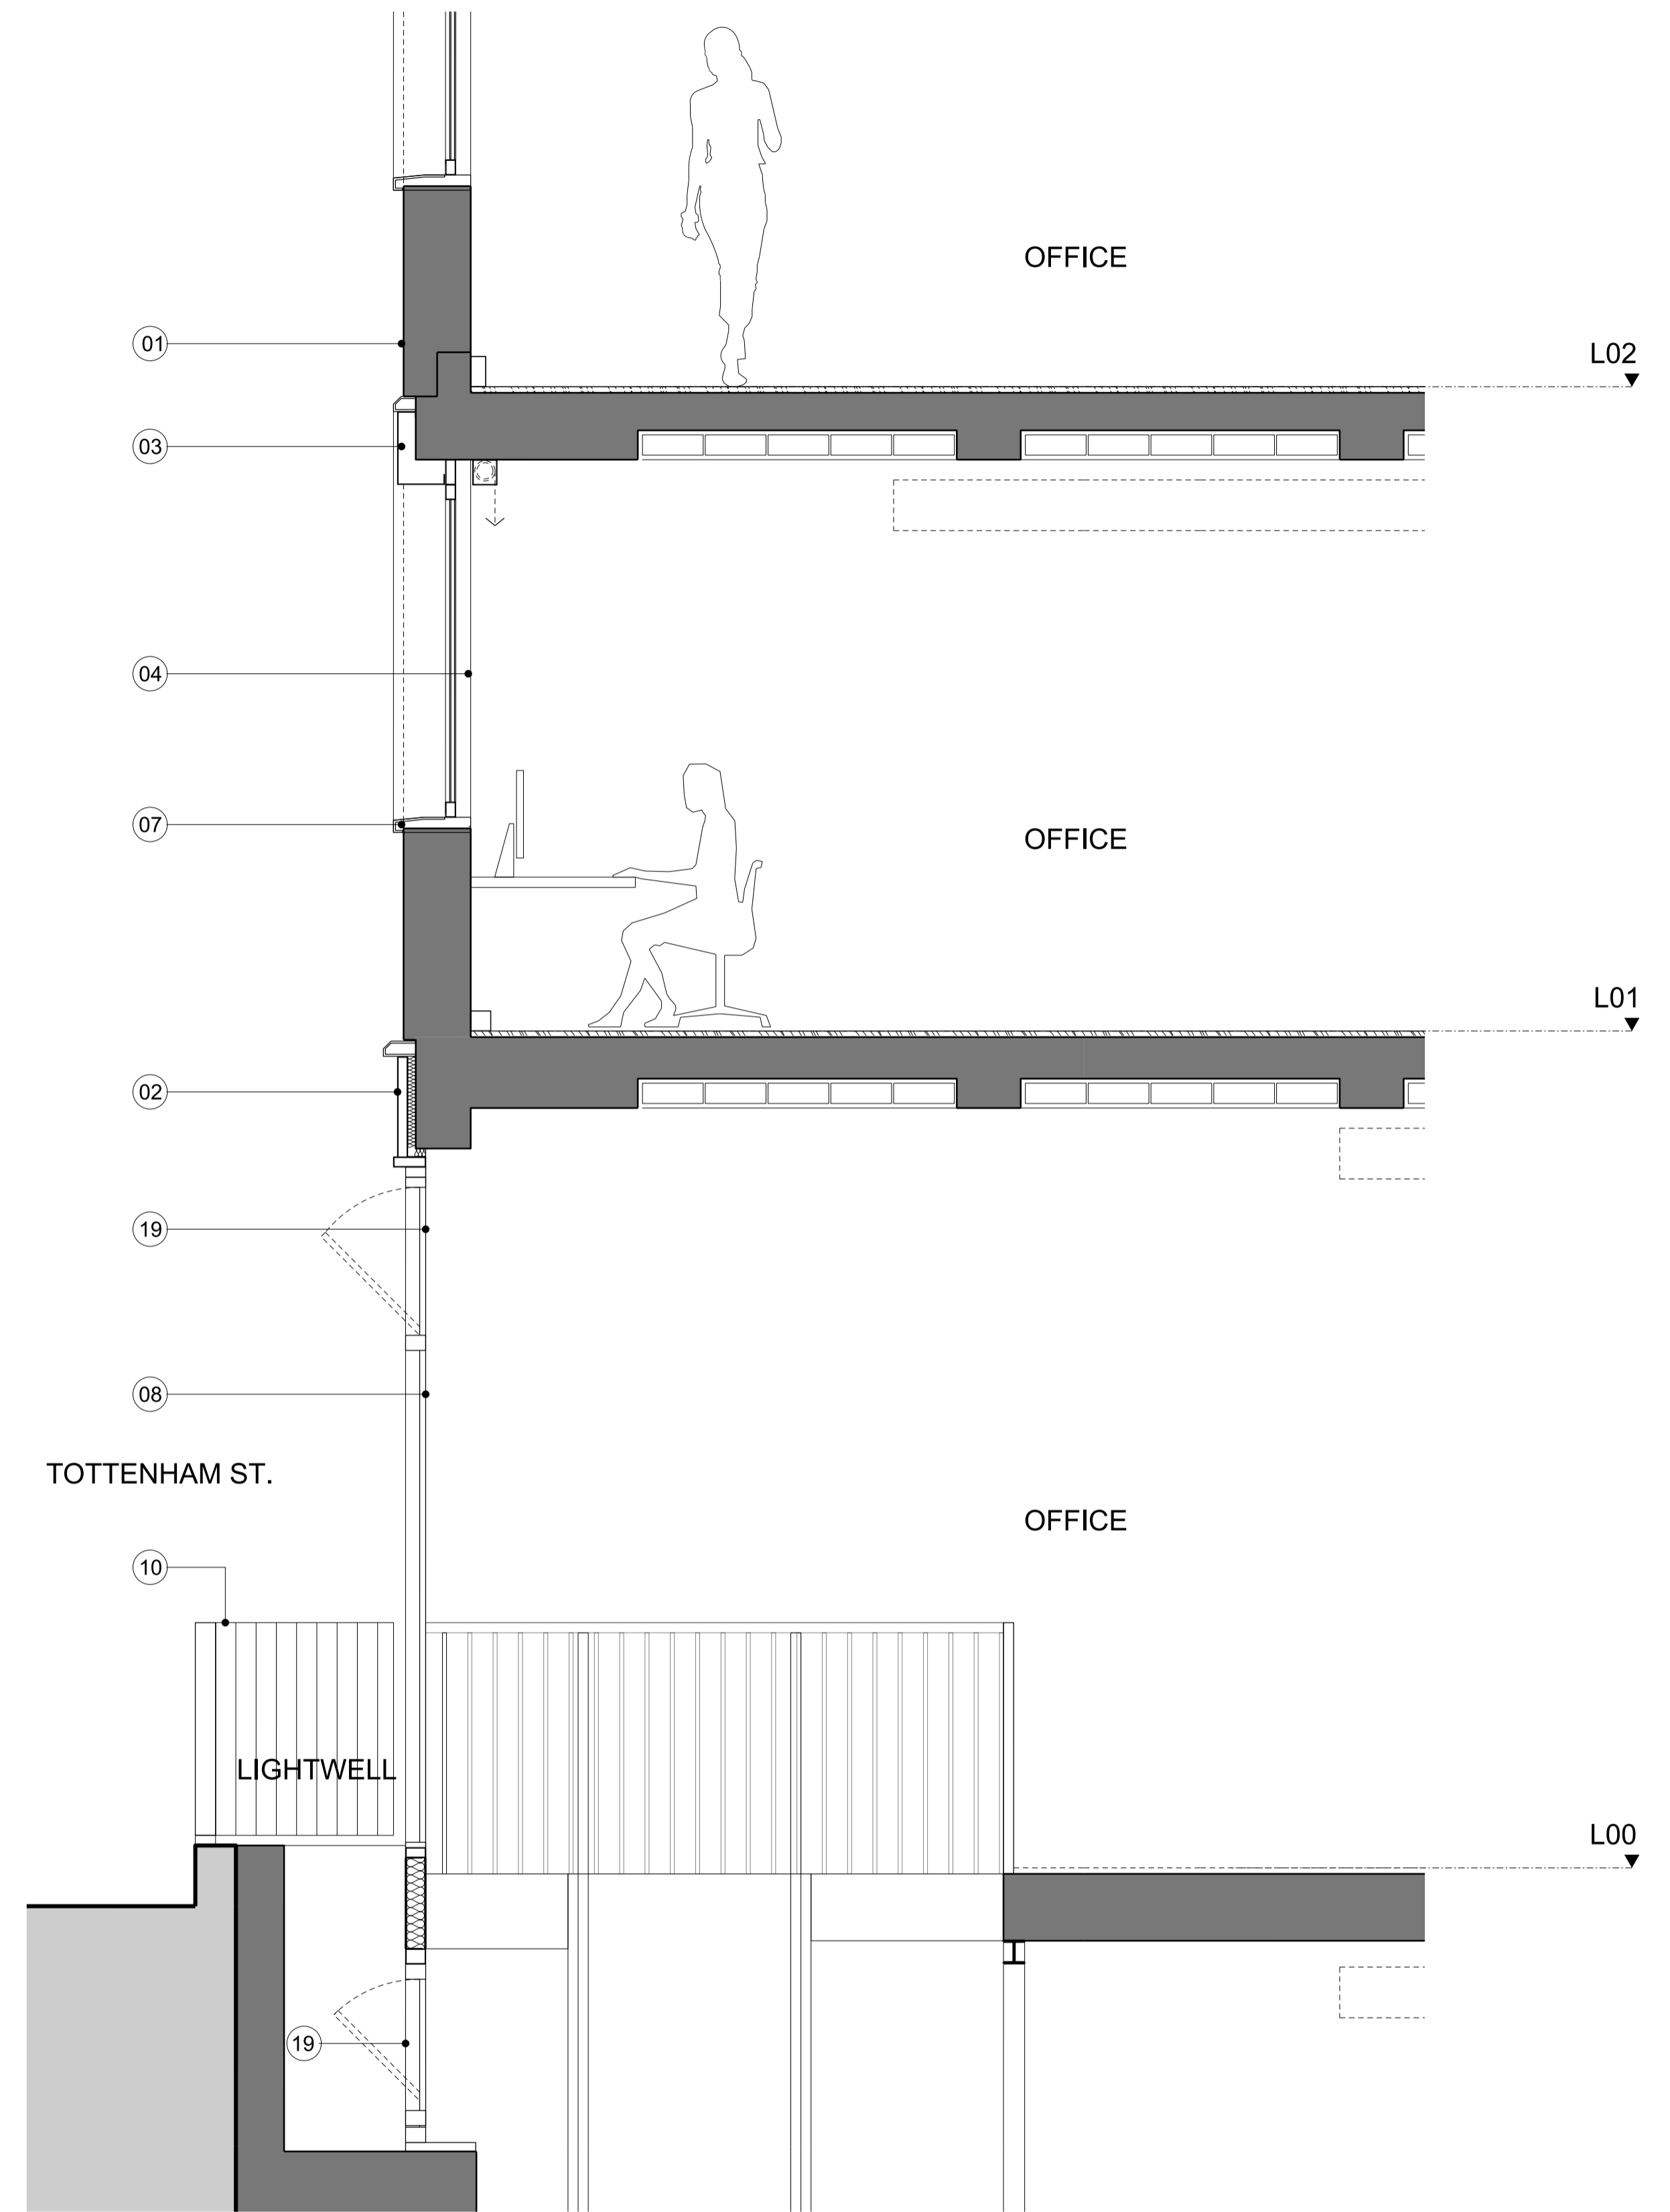 OFFICE
01
L02
03
04
07
OFFICE
L01
02
19
08
TOTTENHAM ST.
OFFICE
10
LIGHTWELL
L00
19